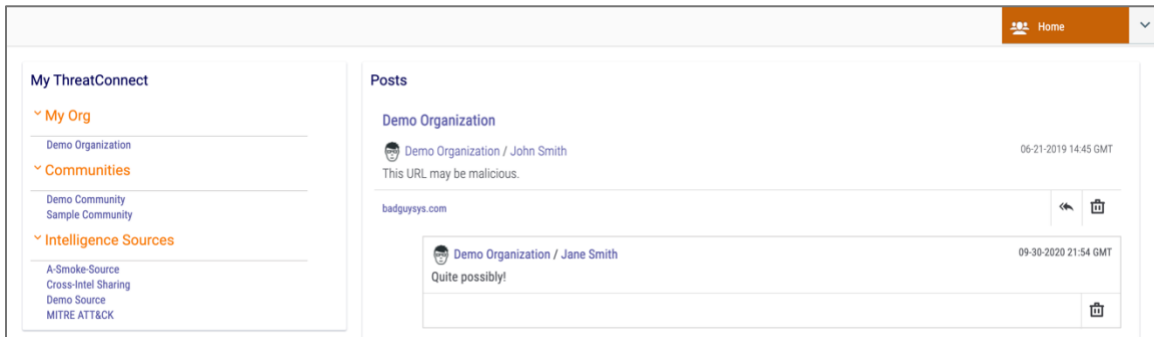 Home
My ThreatConnect
My Org
Demo Organization
Communities
Demo Community
Sample Community
Intelligence Sources
A-Smoke-Source
Cross-Intel Sharing
Demo Source
MITRE ATT&CK
Posts
Demo Organization
Demo Organization / John Smith
06-21-2019 14:45 GMT
This URL may be malicious.
badguysys.com
Demo Organization / Jane Smith
09-30-2020 21:54 GMT
Quite possibly!